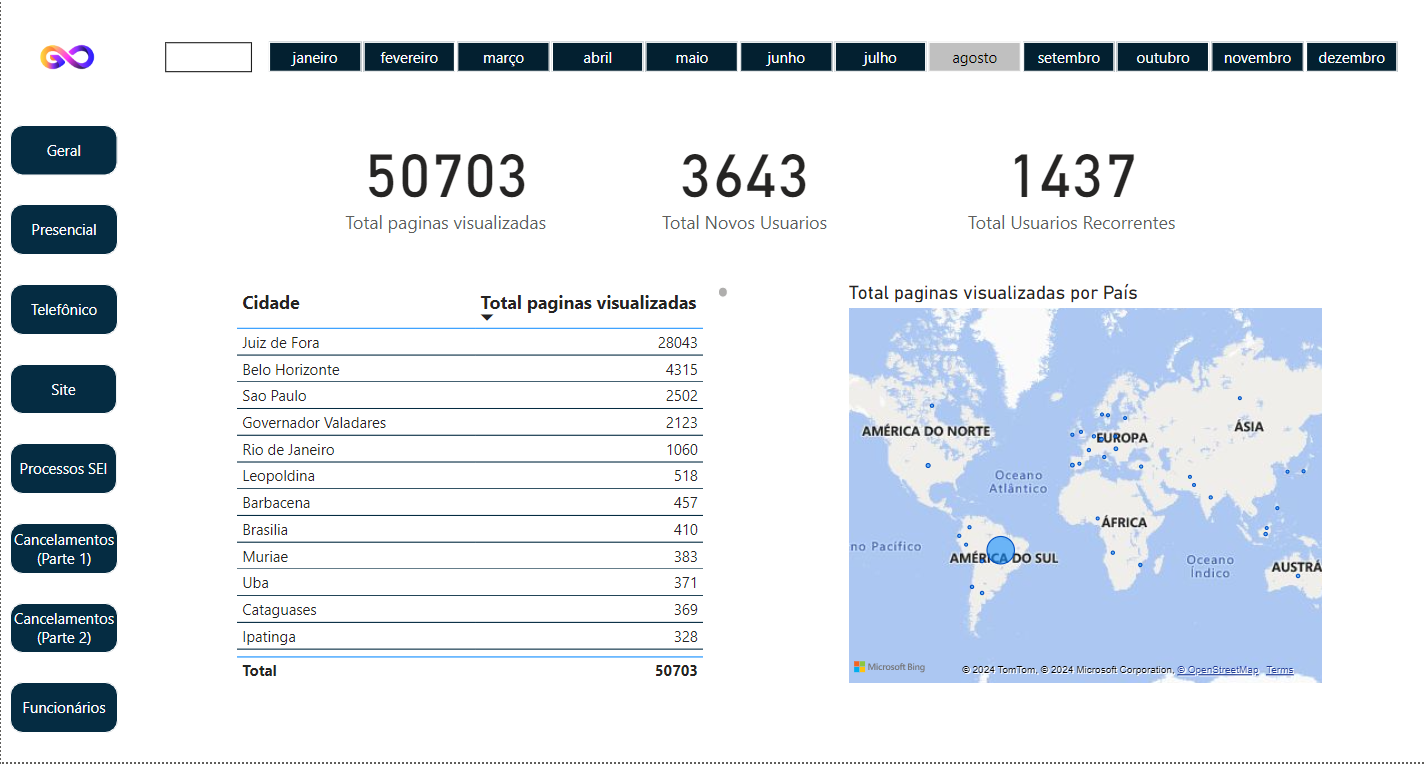 GO
janeiro
fevereiro
março
abril
maio
junho
julho
agosto
setembro
outubro
novembro
dezembro
Geral
Presencial
Telefônico
Site
Processos SEI
Cancelamentos
(Parte 1)
Cancelamentos
(Parte 2)
Funcionários
50703
Total paginas visualizadas
3643
Total Novos Usuarios
1437
Total Usuarios Recorrentes
Cidade Total paginas visualizadas
Juiz de Fora 28043
Belo Horizonte 4315
Sao Paulo 2502
Governador Valadares 2123
Rio de Janeiro 1060
Leopoldina 518
Barbacena 457
Brasilia 410
Muriae 383
Uba 371
Cataguases 369
Ipatinga 328
Total 50703
Total paginas visualizadas por País
AMÉRICA DO NORTE
EUROPA
ÁSIA
Oceano
Atlântico
ÁFRICA
no Pacífico
AMÉRICA DO SUL
Oceano
Índico
AUSTRÁ
Microsoft Bing
© 2024 TomTom, © 2024 Microsoft Corporation, © OpenStreetMap Terms